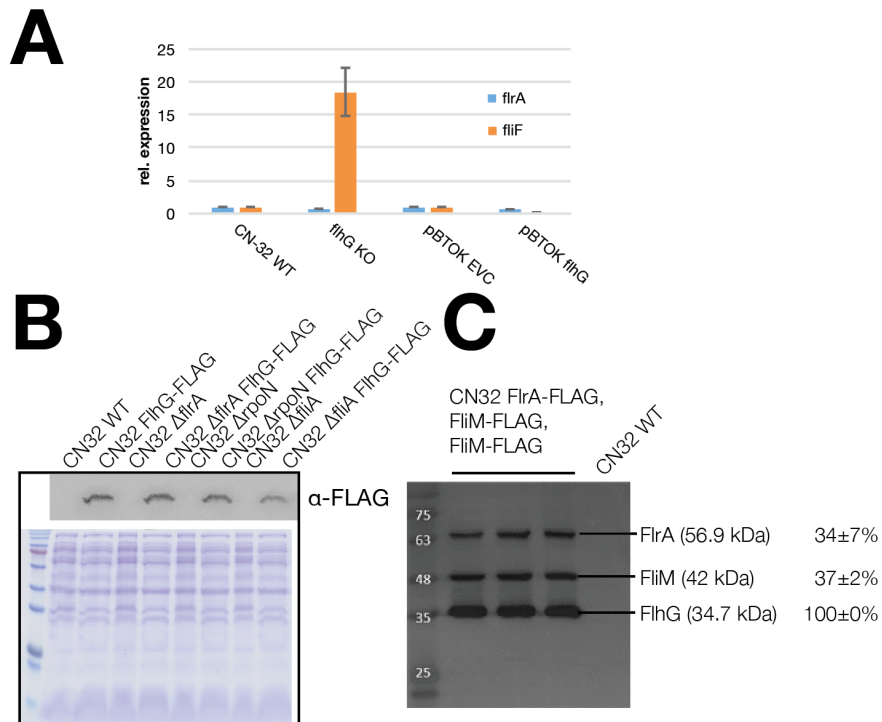 A
25
20
15
10
5
0
rel. expression
flrA
fliF
CN-32 WT
flhG KO
pBTOK EVC
pBTOK flhG
B
CN32 WT
CN32 FlhG-FLAG
CN32 ΔflrA
CN32 ΔflrA FlhG-FLAG
CN32 ΔrpoN
CN32 ΔrpoN FlhG-FLAG
CN32 ΔfliA
CN32 ΔfliA FlhG-FLAG
α-FLAG
C
CN32 FlrA-FLAG,
FliM-FLAG,
FliM-FLAG
CN32 WT
75
63
48
35
25
FlrA (56.9 kDa) 34±7%
FliM (42 kDa) 37±2%
FlhG (34.7 kDa) 100±0%